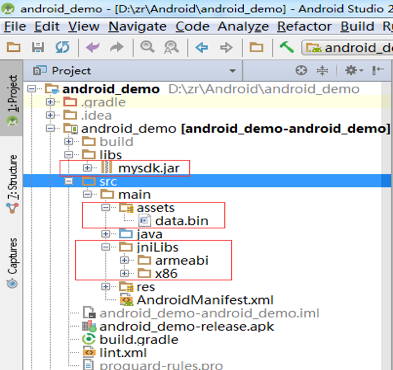 android_demo - [D:\zr\Android\android_demo] - Android Studio 2
File Edit View Navigate Code Analyze Refactor Build R
android_demo
Project
1: Project
7: Structure
Captures
android_demo D:\zr\Android\android_demo
.gradle
.idea
android_demo [android_demo-android_demo]
build
libs
mysdk.jar
src
main
assets
data.bin
java
jniLibs
armeabi
x86
res
AndroidManifest.xml
android_demo-android_demo.iml
android_demo-release.apk
build.gradle
lint.xml
proguard-rules.pro